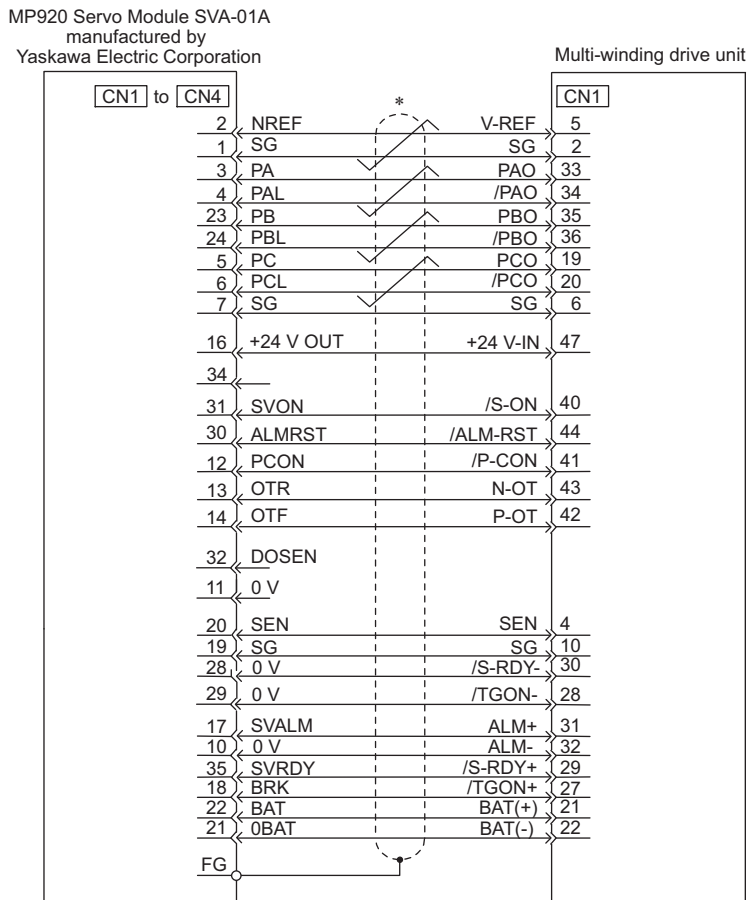 MP920 Servo Module SVA-01A
manufactured by
Yaskawa Electric Corporation
Multi-winding drive unit
CN1 to CN4
*
CN1
2 NREF V-REF 5
1 SG SG 2
3 PA PAO 33
4 PAL /PAO 34
23 PB PBO 35
24 PBL /PBO 36
5 PC PCO 19
6 PCL /PCO 20
7 SG SG 6
16 +24 V OUT +24 V-IN 47
34
31 SVON /S-ON 40
30 ALMRST /ALM-RST 44
12 PCON /P-CON 41
13 OTR N-OT 43
14 OTF P-OT 42
32 DOSEN
11 0 V
20 SEN SEN 4
19 SG SG 10
28 0 V /S-RDY- 30
29 0 V /TGON- 28
17 SVALM ALM+ 31
10 0 V ALM- 32
35 SVRDY /S-RDY+ 29
18 BRK /TGON+ 27
22 BAT BAT(+) 21
21 0BAT BAT(-) 22
FG